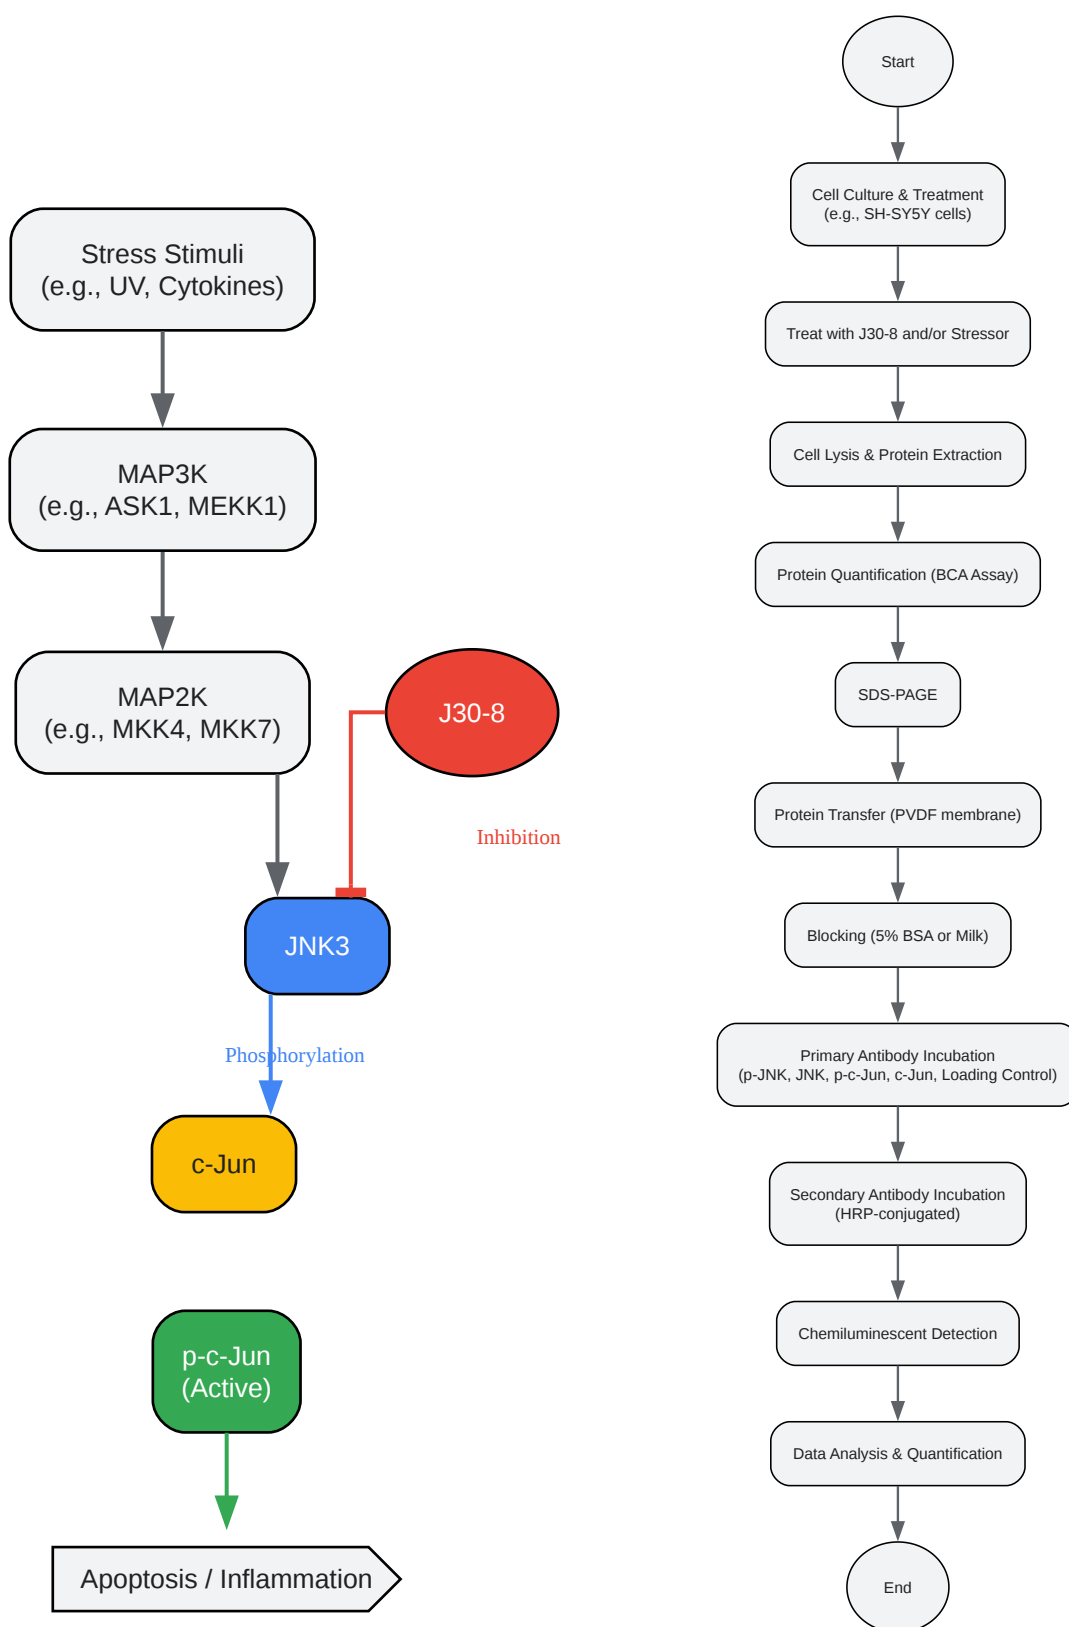 Stress Stimuli
(e.g., UV, Cytokines)
MAP3K
(e.g., ASK1, MEKK1)
MAP2K
(e.g., MKK4, MKK7)
J30-8
Inhibition
JNK3
Phosphorylation
c-Jun
p-c-Jun
(Active)
Apoptosis / Inflammation
Start
Cell Culture & Treatment
(e.g., SH-SY5Y cells)
Treat with J30-8 and/or Stressor
Cell Lysis & Protein Extraction
Protein Quantification (BCA Assay)
SDS-PAGE
Protein Transfer (PVDF membrane)
Blocking (5% BSA or Milk)
Primary Antibody Incubation
(p-JNK, JNK, p-c-Jun, c-Jun, Loading Control)
Secondary Antibody Incubation
(HRP-conjugated)
Chemiluminescent Detection
Data Analysis & Quantification
End